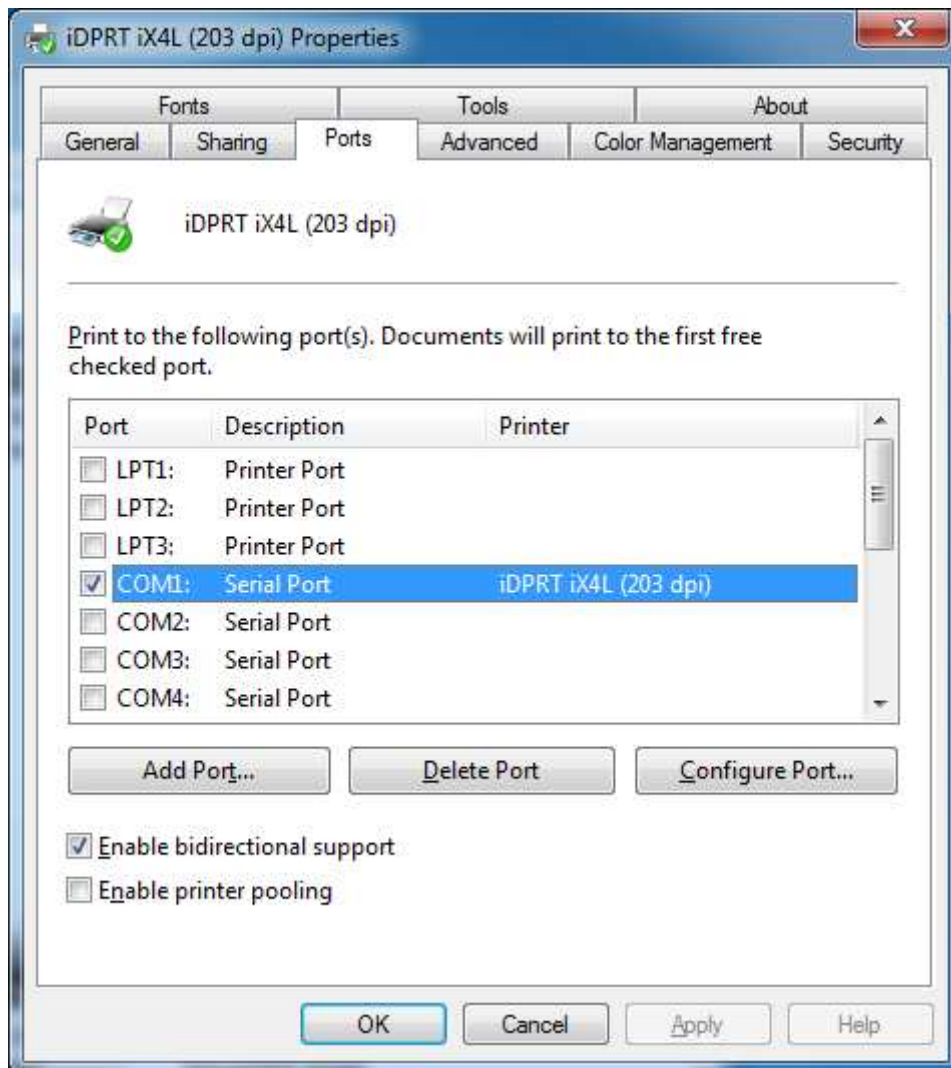 iDPRT iX4L (203 dpi) Properties
Fonts Tools About
General Sharing Ports Advanced Color Management Security
iDPRT iX4L (203 dpi)
Print to the following port(s). Documents will print to the first free
checked port.
Port Description Printer
LPT1: Printer Port
LPT2: Printer Port
LPT3: Printer Port
COM1: Serial Port iDPRT iX4L (203 dpi)
COM2: Serial Port
COM3: Serial Port
COM4: Serial Port
Add Port... Delete Port Configure Port...
Enable bidirectional support
Enable printer pooling
OK Cancel Apply Help